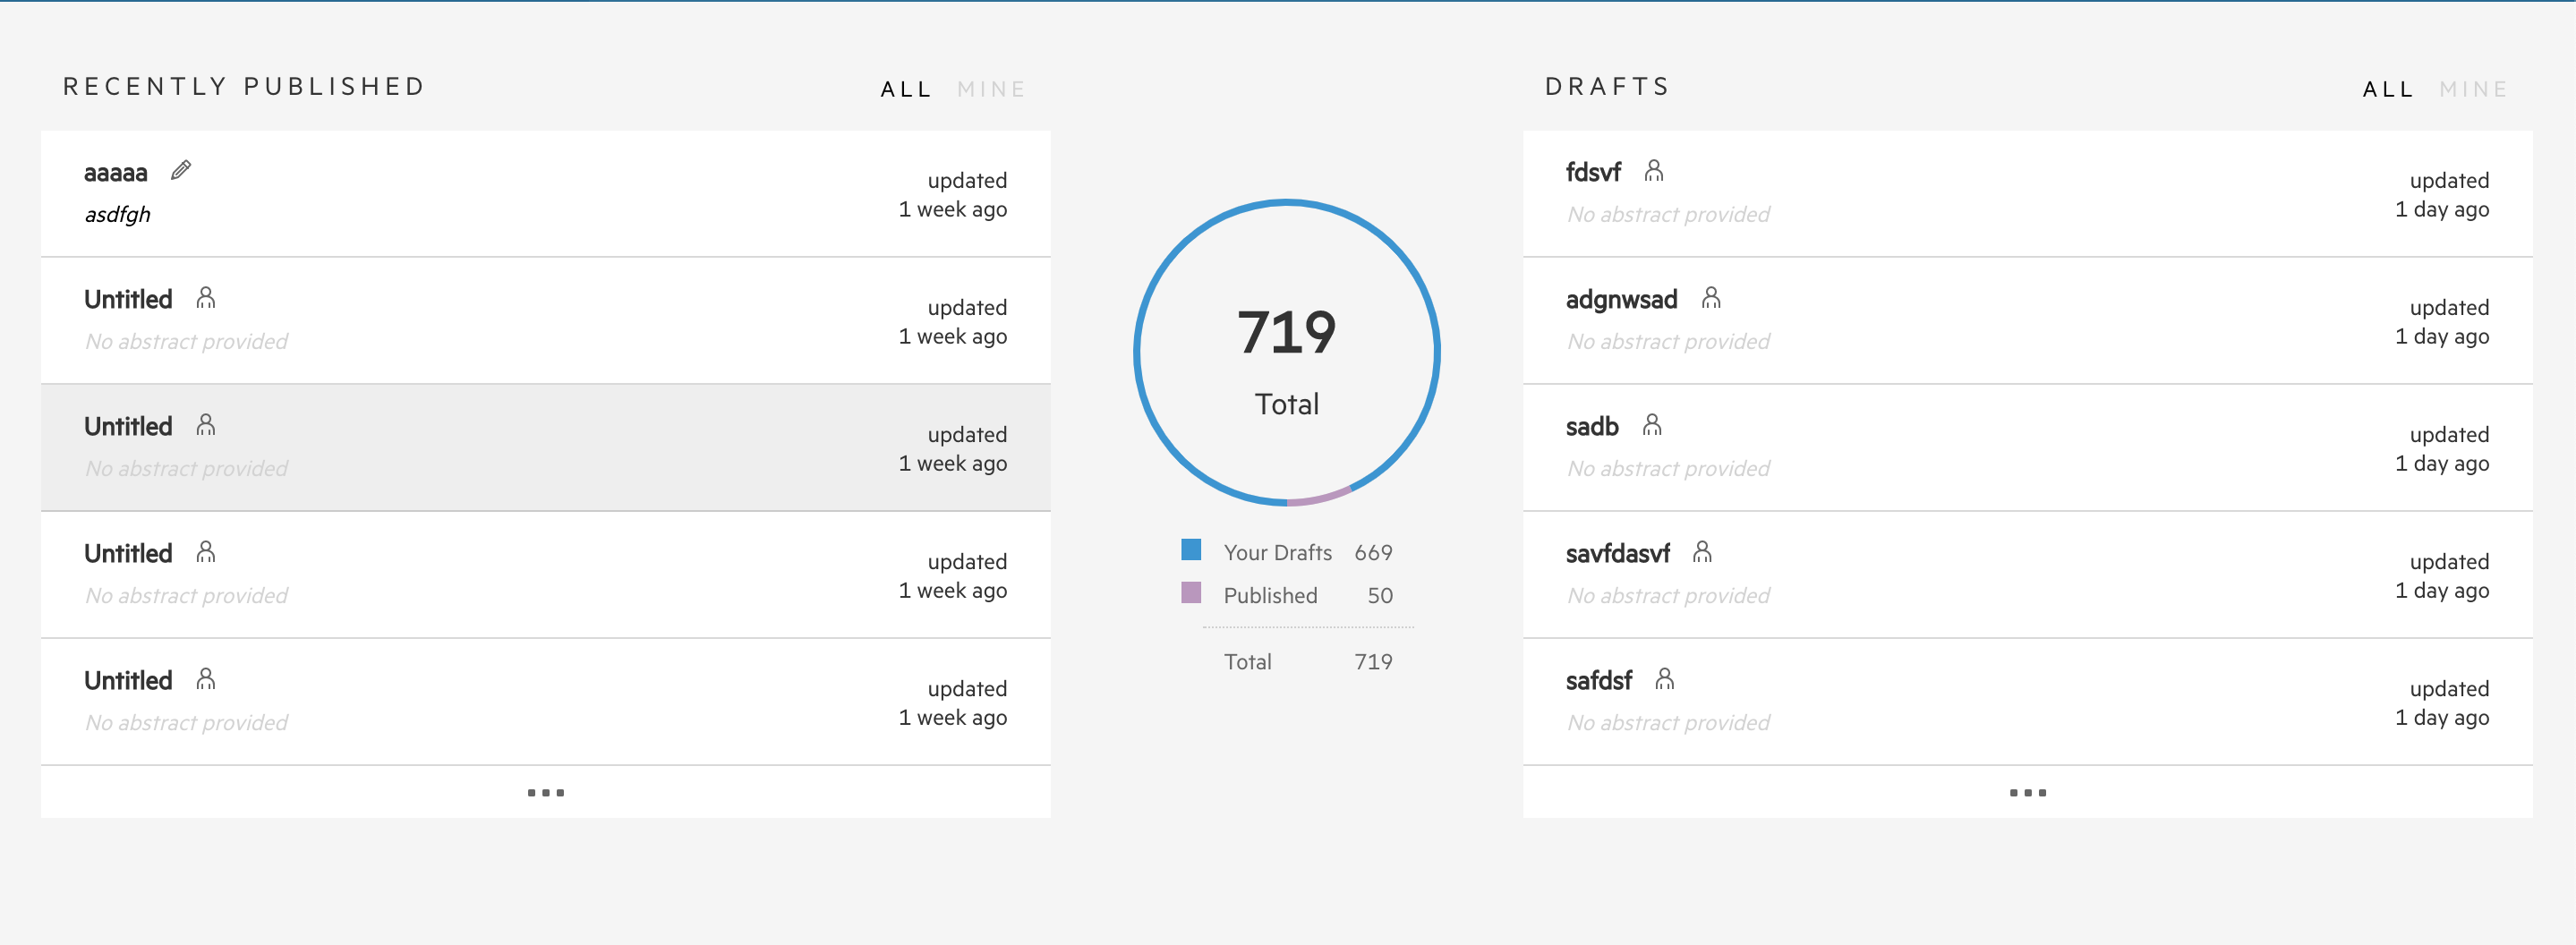 RECENTLY PUBLISHED
ALL MINE
aaaaa
asdfgh
updated
1 week ago
Untitled
No abstract provided
updated
1 week ago
Untitled
No abstract provided
updated
1 week ago
Untitled
No abstract provided
updated
1 week ago
Untitled
No abstract provided
updated
1 week ago
719
Total
Your Drafts 669
Published 50
Total 719
DRAFTS
ALL MINE
fdsvf
No abstract provided
updated
1 day ago
adgnwsad
No abstract provided
updated
1 day ago
sadb
No abstract provided
updated
1 day ago
savfdasvf
No abstract provided
updated
1 day ago
safdsf
No abstract provided
updated
1 day ago